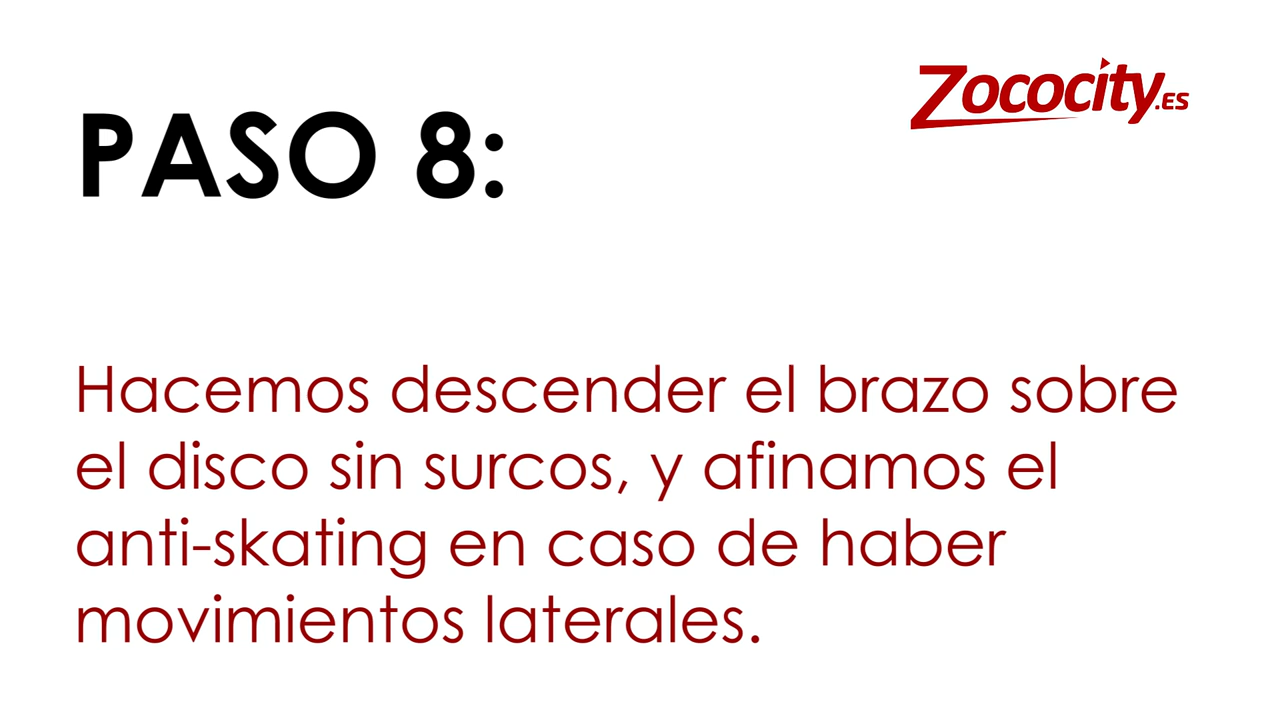 Zococity.es
PASO 8:
Hacemos descender el brazo sobre
el disco sin surcos, y afinamos el
anti-skating en caso de haber
movimientos laterales.